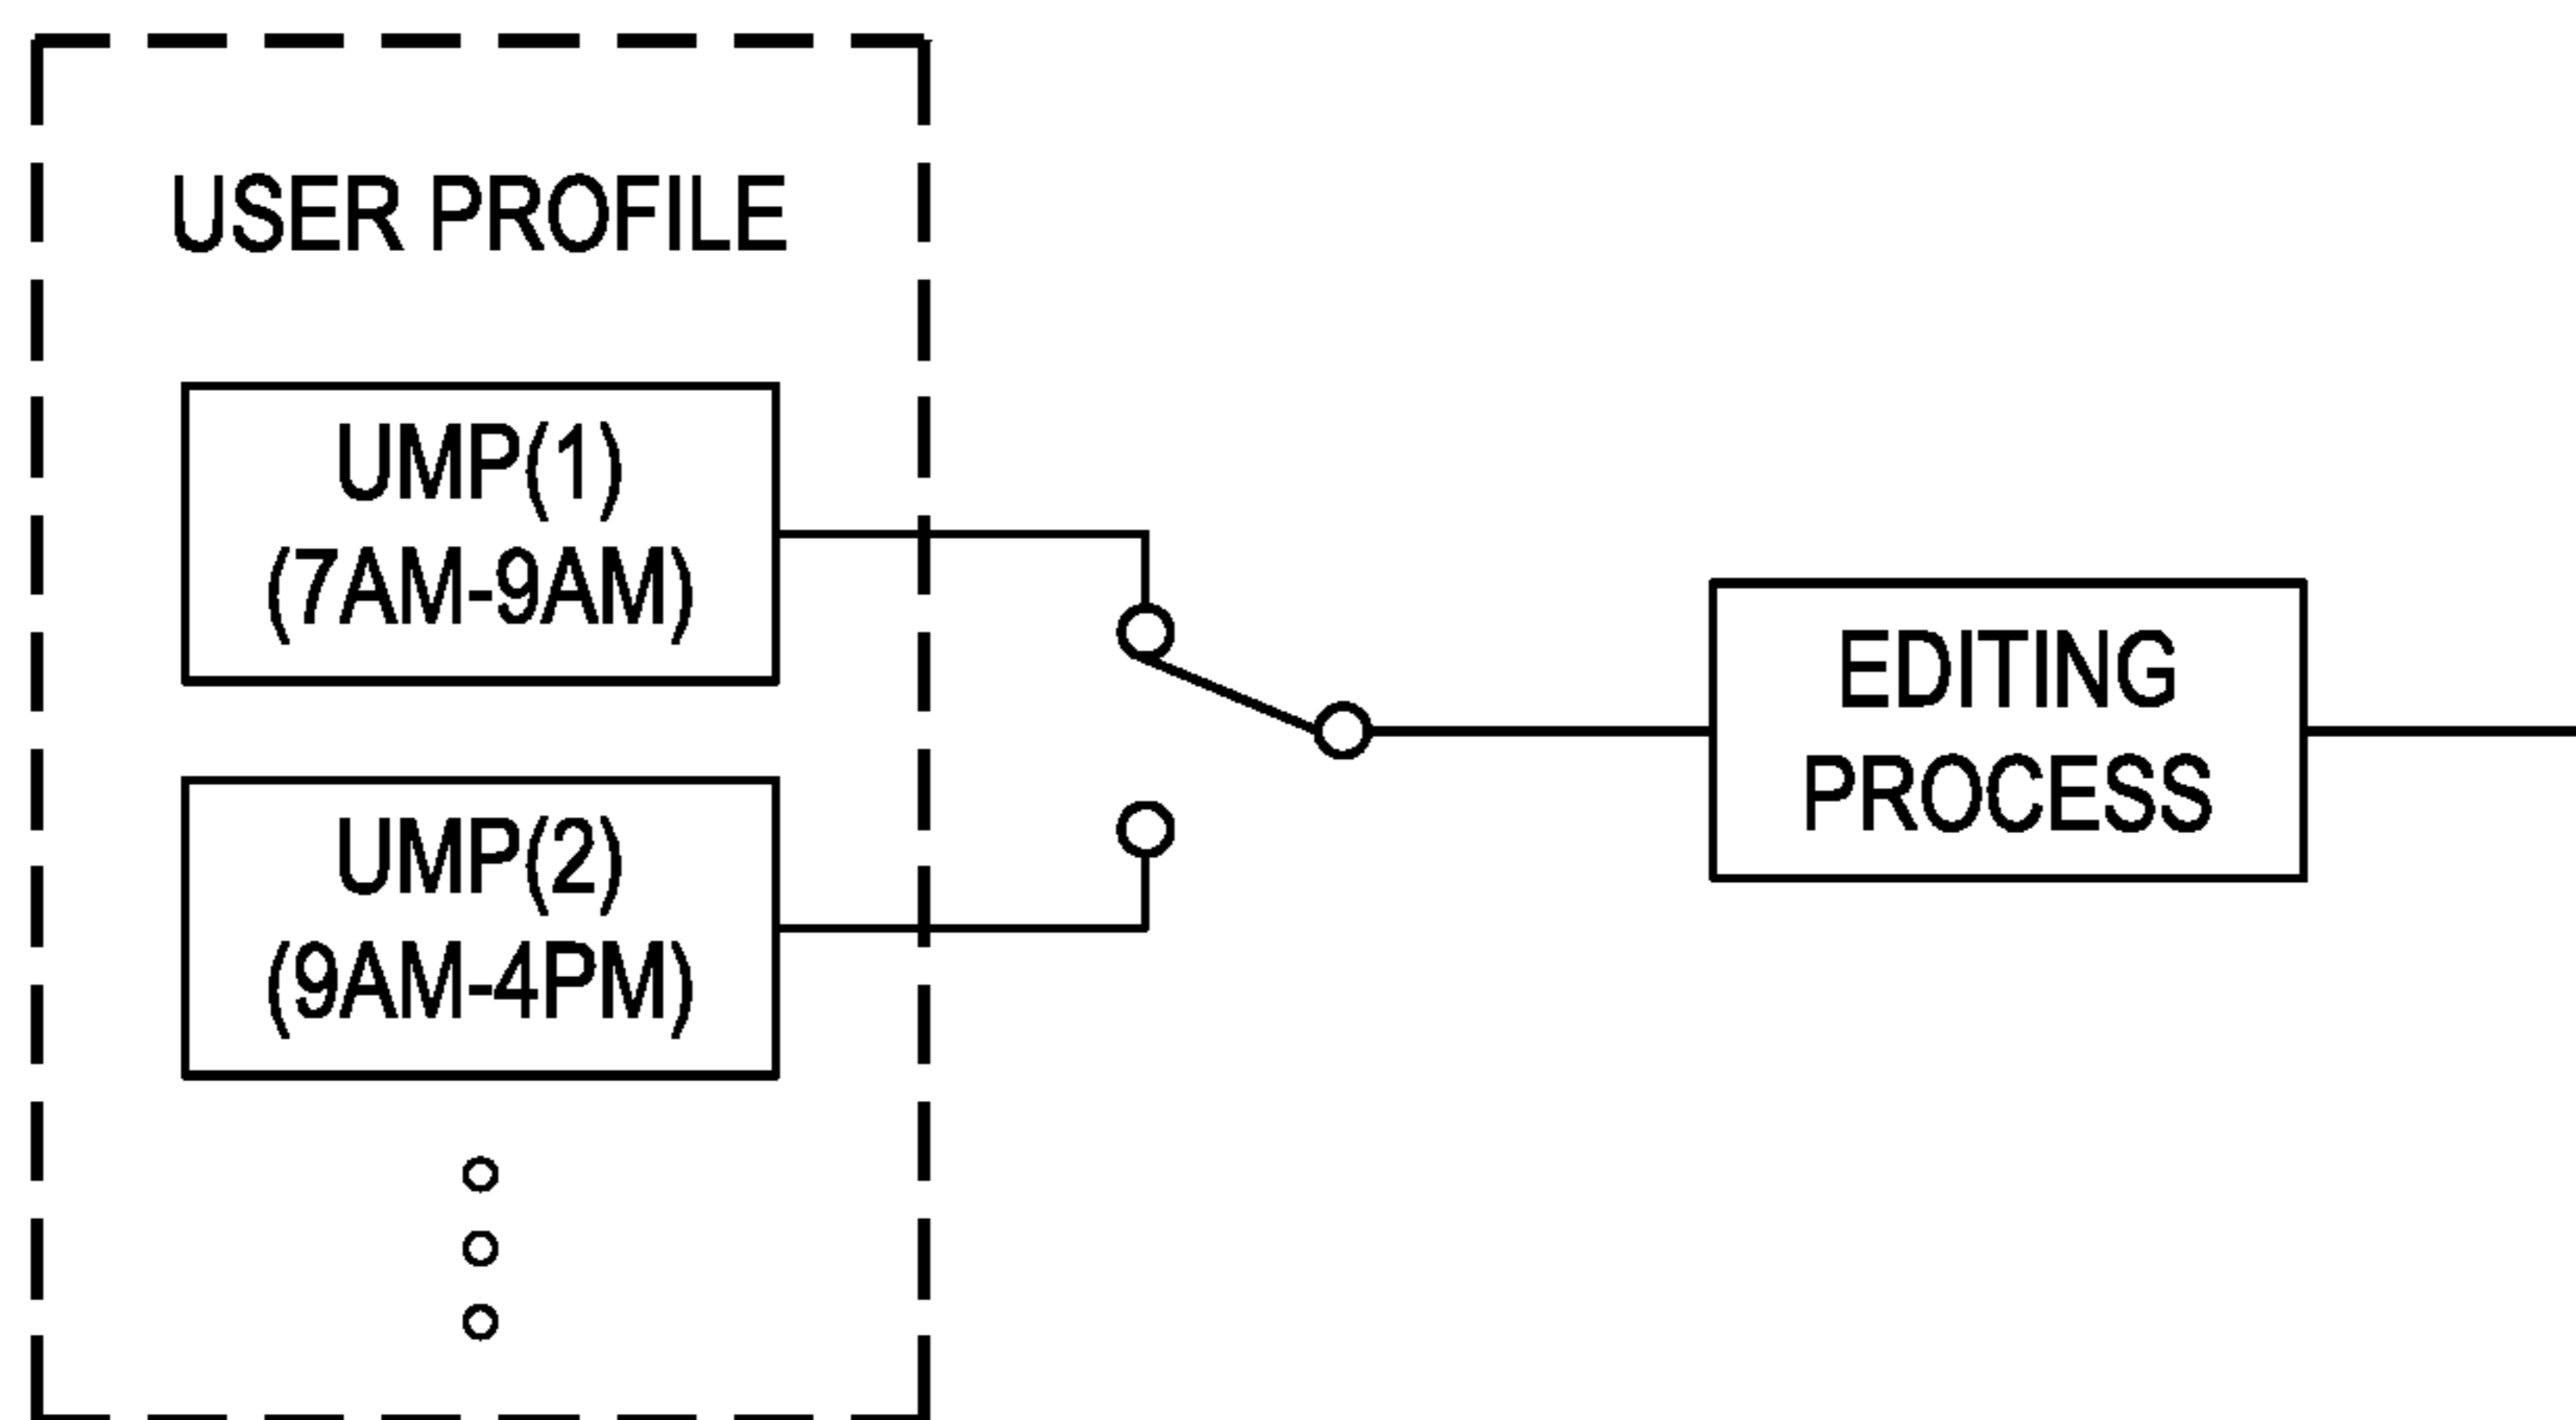 USER PROFILE
UMP(1)
(7AM-9AM)
UMP(2)
(9AM-4PM)
EDITING
PROCESS